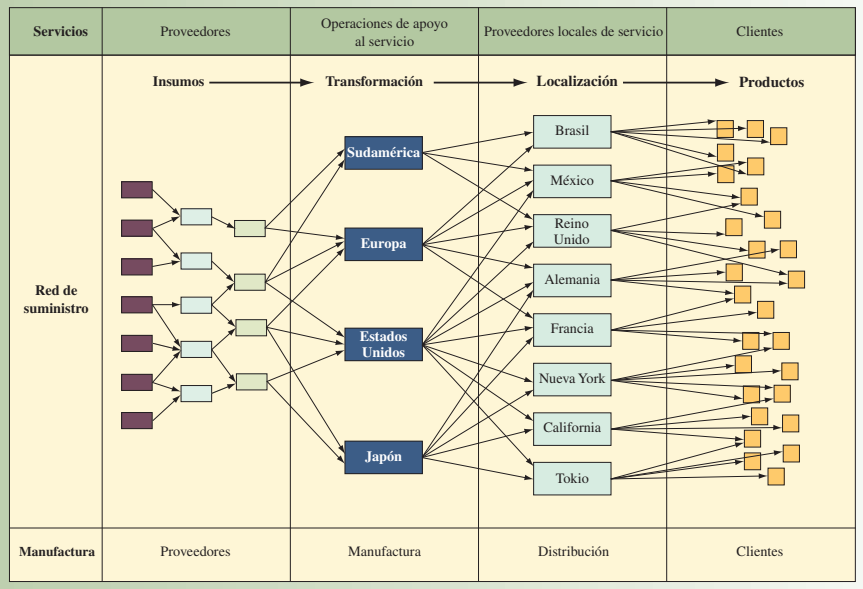 Servicios
Proveedores
Operaciones de apoyo
al servicio
Proveedores locales de servicio
Clientes
Insumos
Transformación
Localización
Productos
Red de
suministro
Sudamérica
Europa
Estados
Unidos
Japón
Brasil
México
Reino
Unido
Alemania
Francia
Nueva York
California
Tokio
Manufactura
Proveedores
Manufactura
Distribución
Clientes